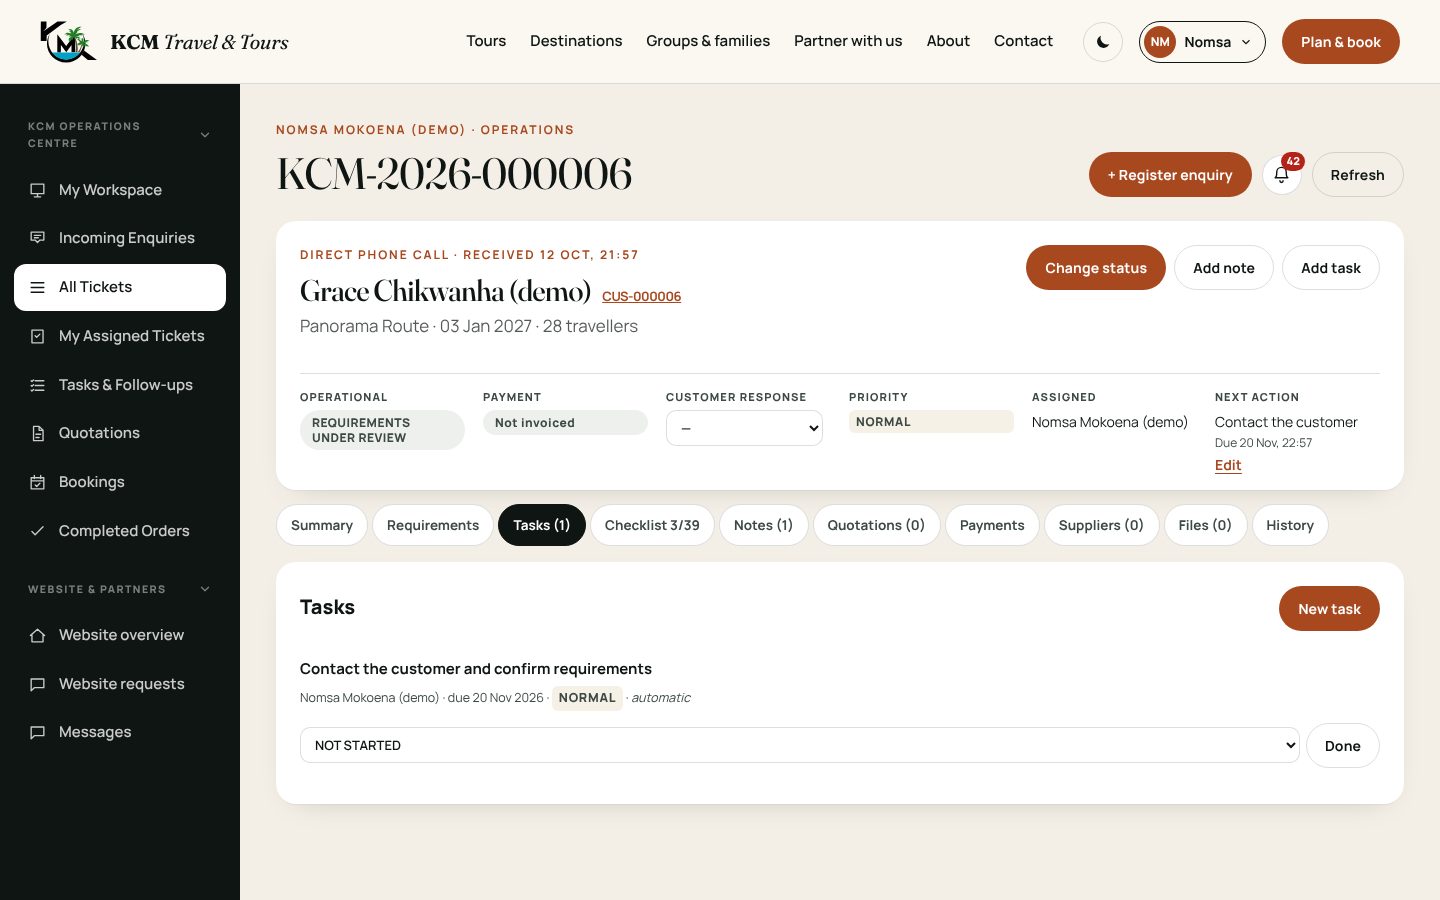 KCM Travel & Tours
Tours
Destinations
Groups & families
Partner with us
About
Contact
NM
Nomsa
Plan & book
KCM OPERATIONS
CENTRE
My Workspace
Incoming Enquiries
All Tickets
My Assigned Tickets
Tasks & Follow-ups
Quotations
Bookings
Completed Orders
WEBSITE & PARTNERS
Website overview
Website requests
Messages
NOMSA MOKOENA (DEMO) · OPERATIONS
KCM-2026-000006
+ Register enquiry
42
Refresh
DIRECT PHONE CALL · RECEIVED 12 OCT, 21:57
Grace Chikwanha (demo) CUS-000006
Panorama Route · 03 Jan 2027 · 28 travellers
Change status
Add note
Add task
OPERATIONAL
REQUIREMENTS
UNDER REVIEW
PAYMENT
Not invoiced
CUSTOMER RESPONSE
—
PRIORITY
NORMAL
ASSIGNED
Nomsa Mokoena (demo)
NEXT ACTION
Contact the customer
Due 20 Nov, 22:57
Edit
Summary
Requirements
Tasks (1)
Checklist 3/39
Notes (1)
Quotations (0)
Payments
Suppliers (0)
Files (0)
History
Tasks
New task
Contact the customer and confirm requirements
Nomsa Mokoena (demo) · due 20 Nov 2026 · NORMAL · automatic
NOT STARTED
Done